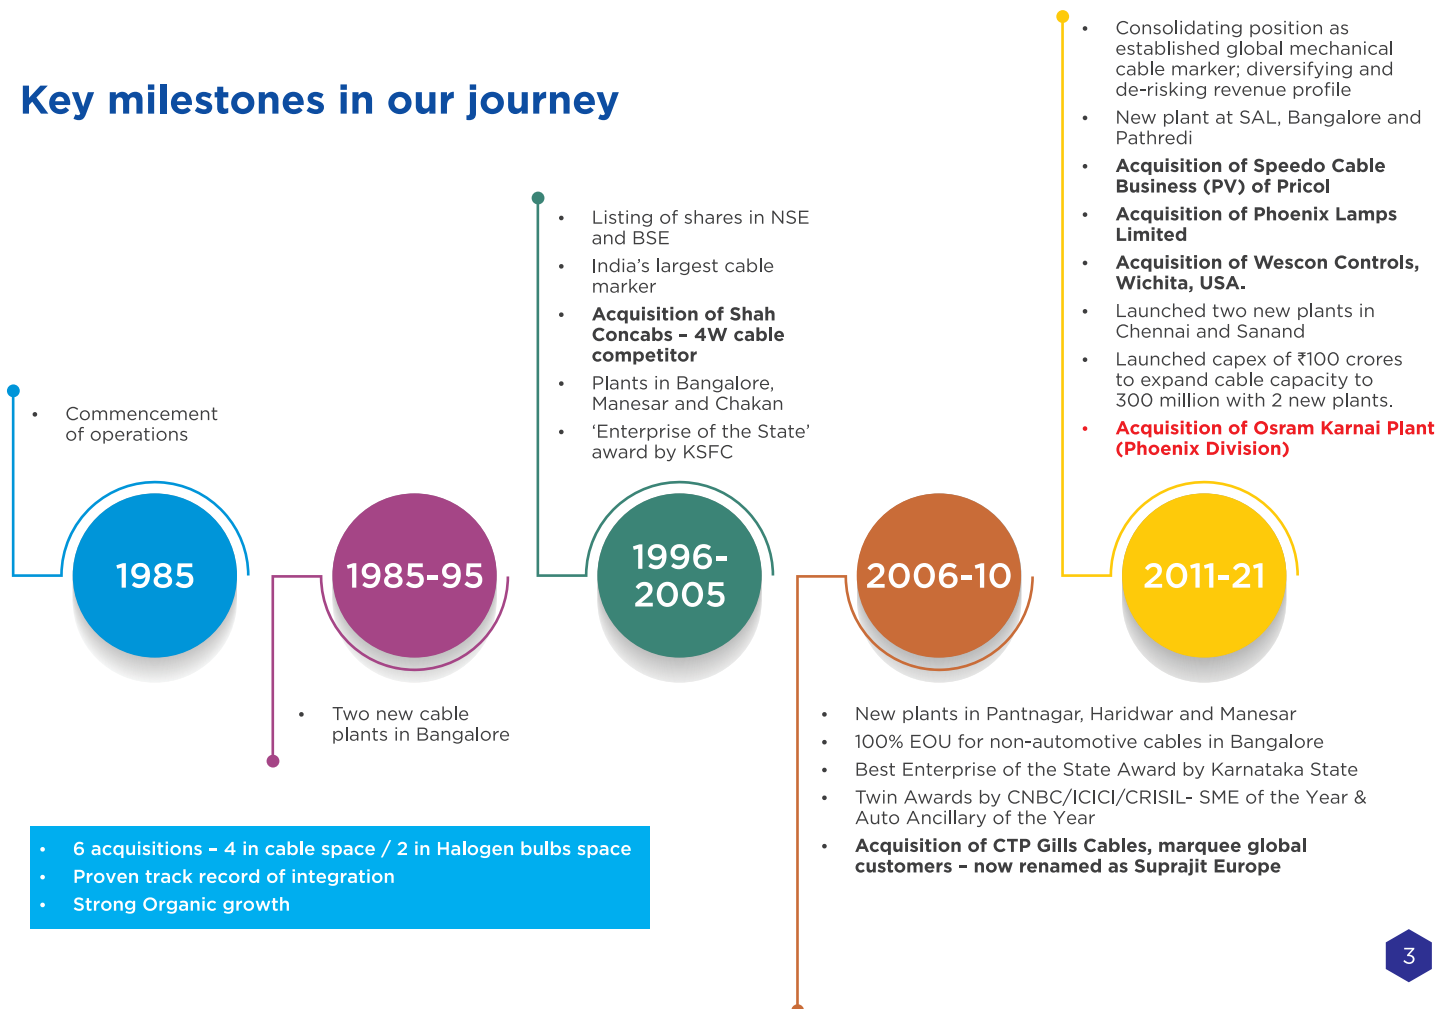 Key milestones in our journey
• Commencement
of operations
1985
1985-95
• Two new cable
plants in Bangalore
• Listing of shares in NSE
and BSE
• India’s largest cable
marker
• Acquisition of Shah
Concabs – 4W cable
competitor
• Plants in Bangalore,
Manesar and Chakan
• ‘Enterprise of the State’
award by KSFC
1996-
2005
2006-10
• New plants in Pantnagar, Haridwar and Manesar
• 100% EOU for non-automotive cables in Bangalore
• Best Enterprise of the State Award by Karnataka State
• Twin Awards by CNBC/ICICI/CRISIL- SME of the Year &
Auto Ancillary of the Year
• Acquisition of CTP Gills Cables, marquee global
customers – now renamed as Suprajit Europe
• Consolidating position as
established global mechanical
cable marker; diversifying and
de-risking revenue profile
• New plant at SAL, Bangalore and
Pathredi
• Acquisition of Speedo Cable
Business (PV) of Pricol
• Acquisition of Phoenix Lamps
Limited
• Acquisition of Wescon Controls,
Wichita, USA.
• Launched two new plants in
Chennai and Sanand
• Launched capex of ₹100 crores
to expand cable capacity to
300 million with 2 new plants.
• Acquisition of Osram Karnai Plant
(Phoenix Division)
2011-21
• 6 acquisitions – 4 in cable space / 2 in Halogen bulbs space
• Proven track record of integration
• Strong Organic growth
3